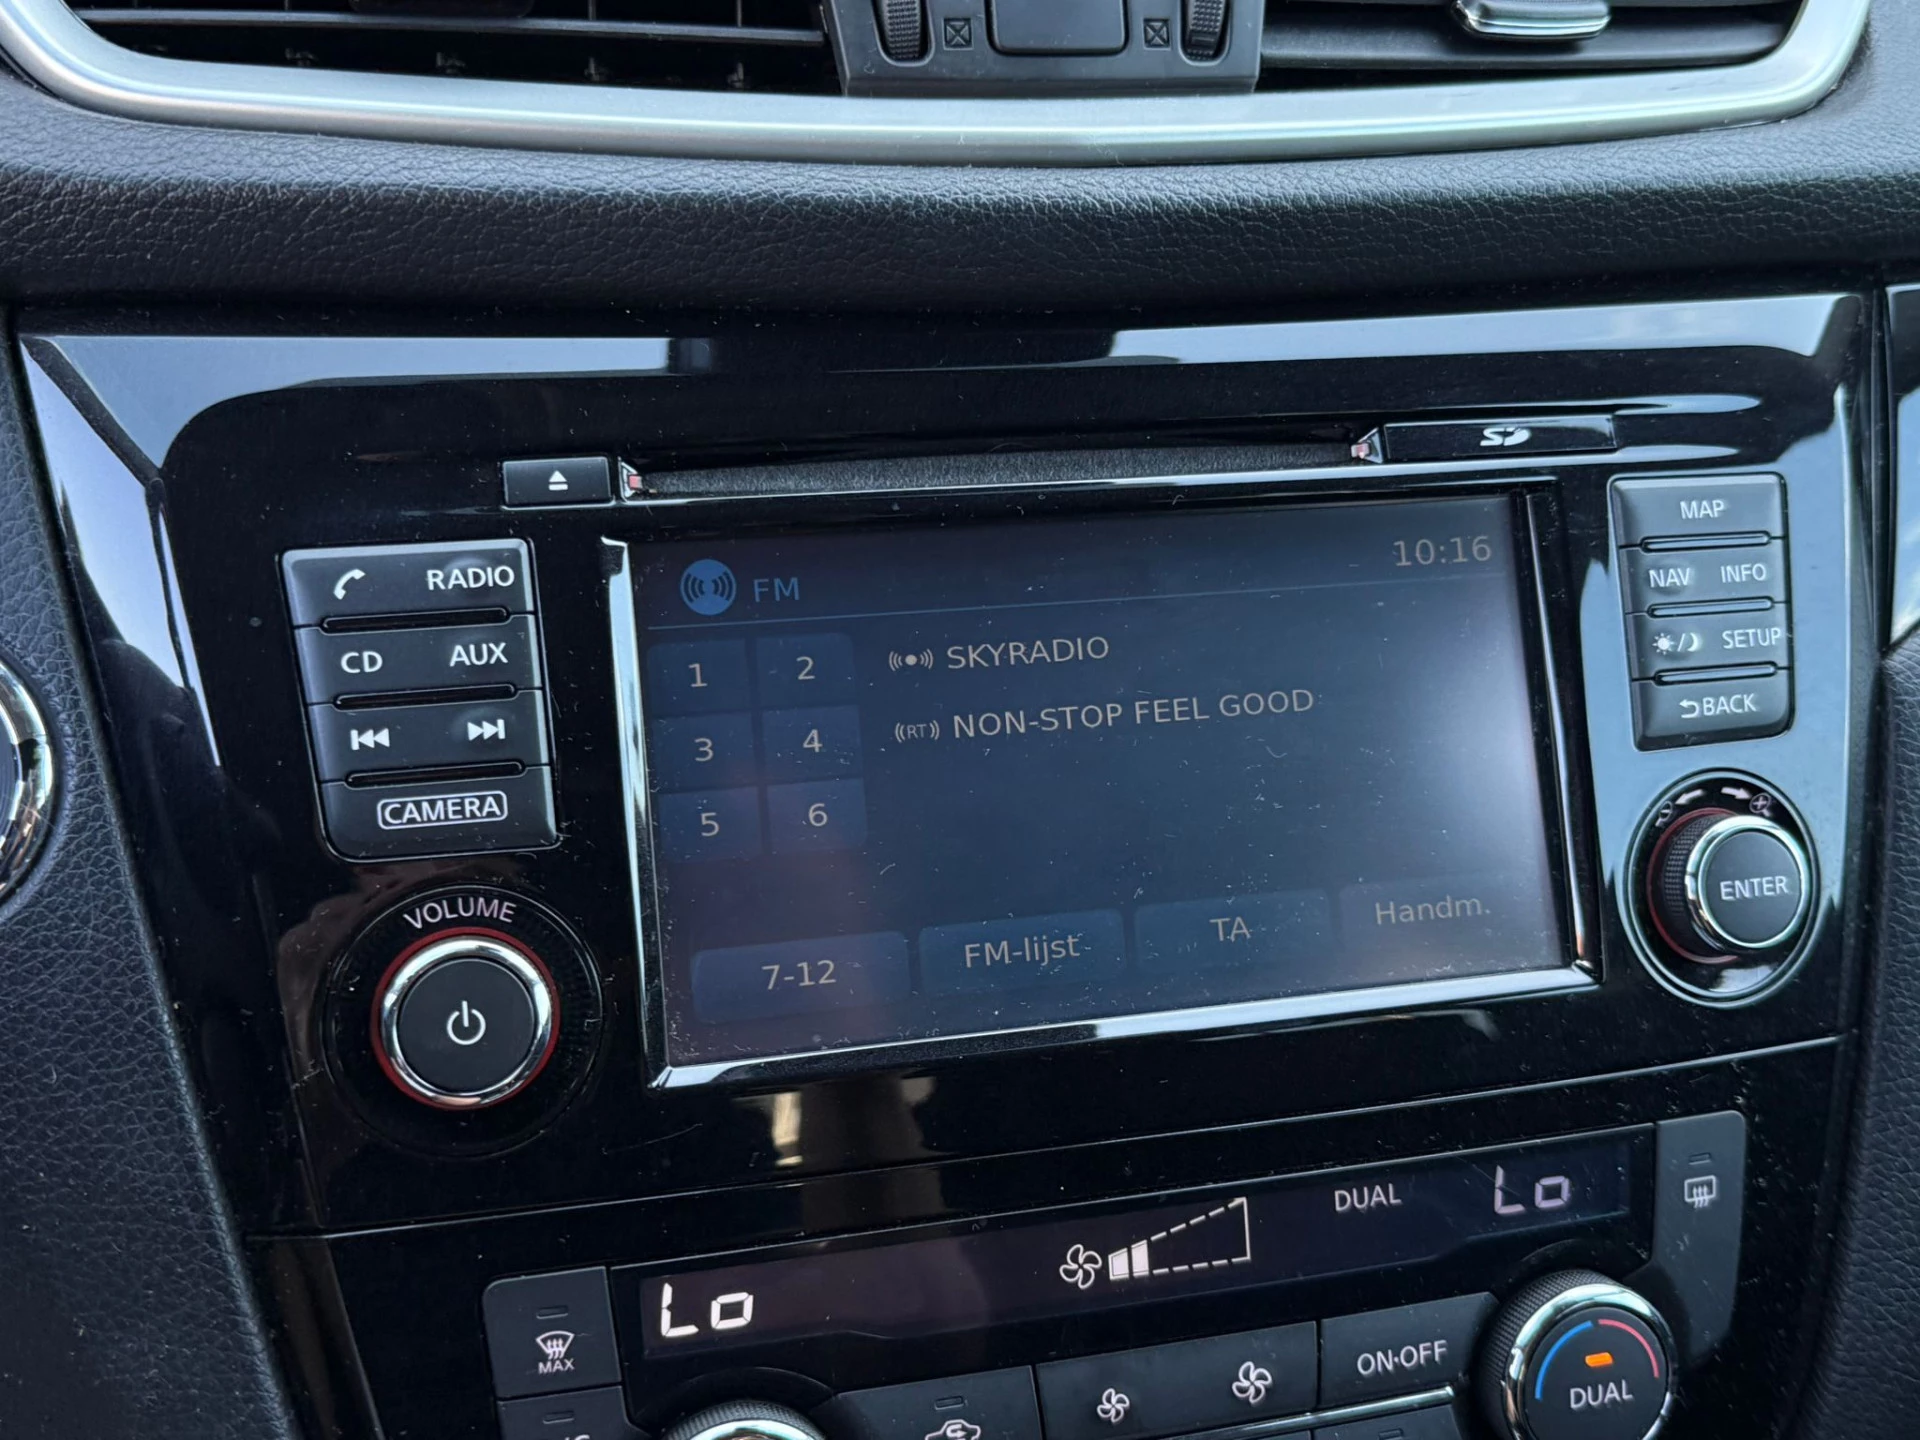 SD
MAP
NAV INFO
SETUP
BACK
RADIO
CD AUX
CAMERA
VOLUME
FM
10:16
1 2
3 4
5 6
SKYRADIO
RT NON-STOP FEEL GOOD
7-12 FM-lijst TA Handm.
ENTER
DUAL Lo
Lo
MAX
ON·OFF
DUAL